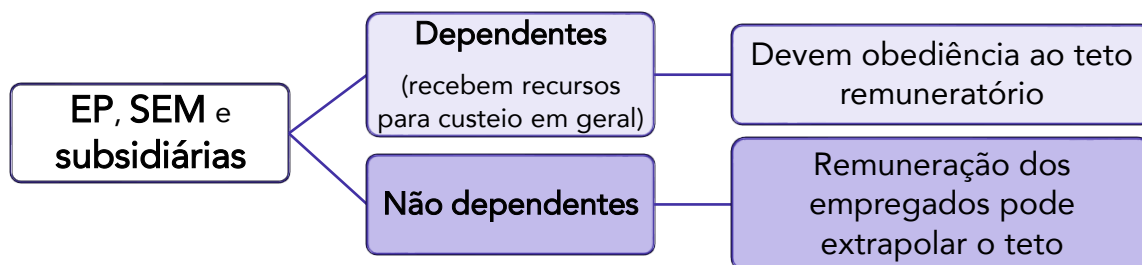 EP, SEM e
subsidiárias
Dependentes
(recebem recursos
para custeio em geral)
Devem obediência ao teto
remuneratório
Não dependentes
Remuneração dos
empregados pode
extrapolar o teto